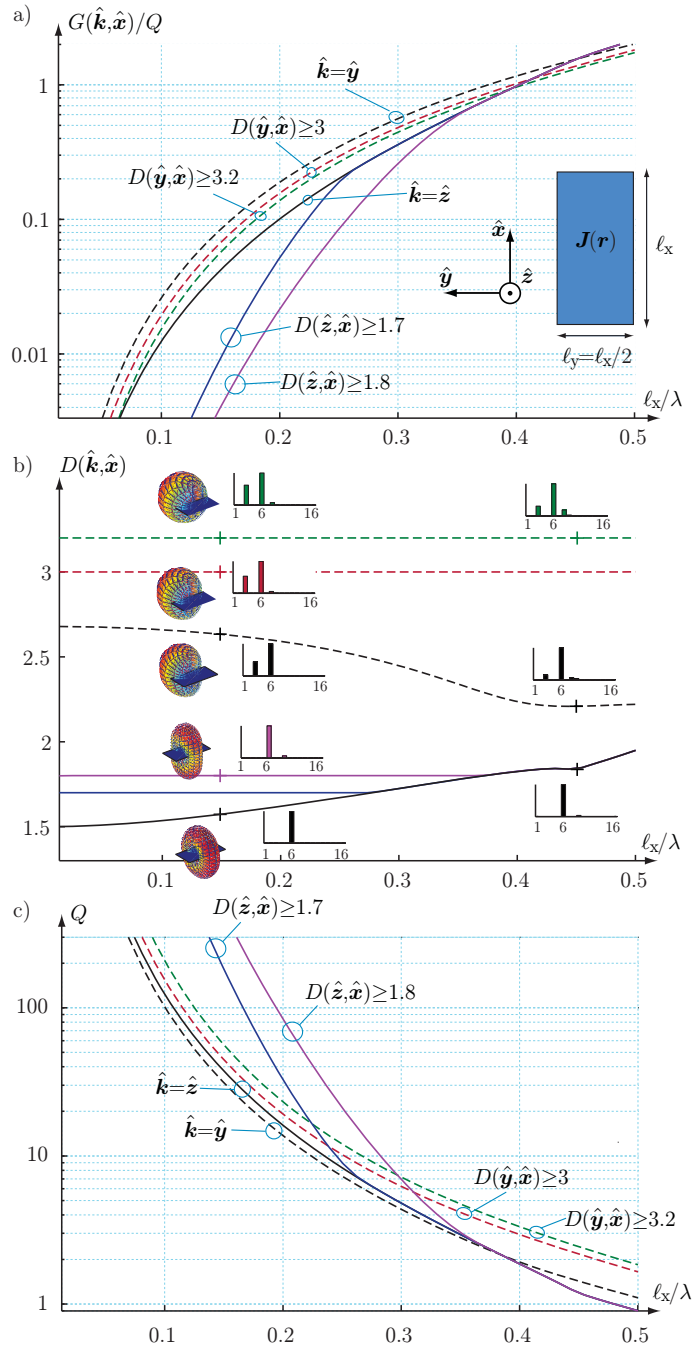 a) G(k̂,x̂)/Q
1
0.1
0.01
k̂=ŷ
D(ŷ,x̂)≥3
D(ŷ,x̂)≥3.2
k̂=ẑ
D(ẑ,x̂)≥1.7
D(ẑ,x̂)≥1.8
x̂
ŷ
ẑ
J(r)
ℓx
ℓy=ℓx/2
ℓx/λ
0.1 0.2 0.3 0.4 0.5
b) D(k̂,x̂)
1 6 16
1 6 16
3
1 6 16
2.5
1 6 16
1 6 16
2
1 6 16
1.5
1 6 16
1 6 16
ℓx/λ
0.1 0.2 0.3 0.4 0.5
c) Q
D(ẑ,x̂)≥1.7
100
D(ẑ,x̂)≥1.8
k̂=ẑ
k̂=ŷ
10
D(ŷ,x̂)≥3
D(ŷ,x̂)≥3.2
1
ℓx/λ
0.1 0.2 0.3 0.4 0.5